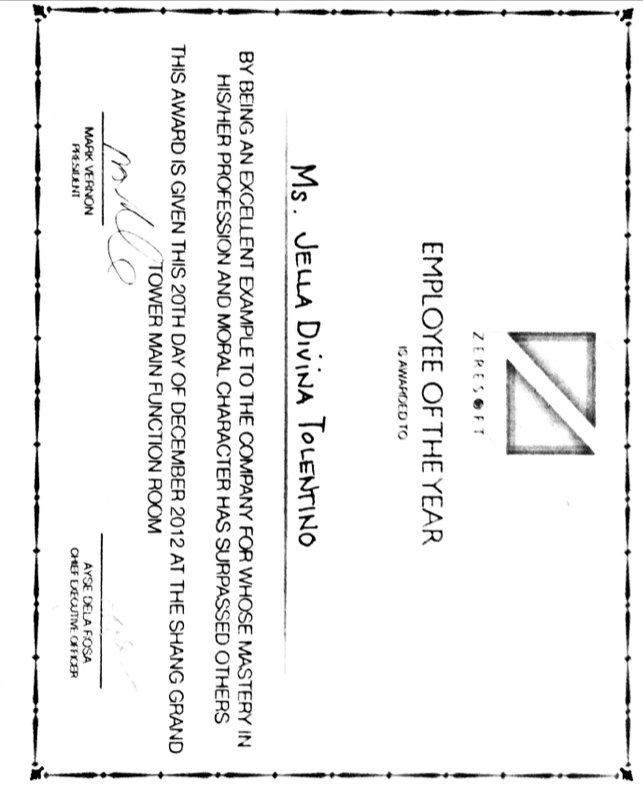 ZERESOFT
EMPLOYEE OF THE YEAR
IS AWARDED TO
Ms. JELLA DIVINA TOLENTINO
BY BEING AN EXCELLENT EXAMPLE TO THE COMPANY FOR WHOSE MASTERY IN
HIS/HER PROFESSION AND MORAL CHARACTER HAS SURPASSED OTHERS
THIS AWARD IS GIVEN THIS 20TH DAY OF DECEMBER 2012 AT THE SHANG GRAND
TOWER MAIN FUNCTION ROOM
MARK VERNON
PRESIDENT
AYSE DELA ROSA
CHIEF EXECUTIVE OFFICER